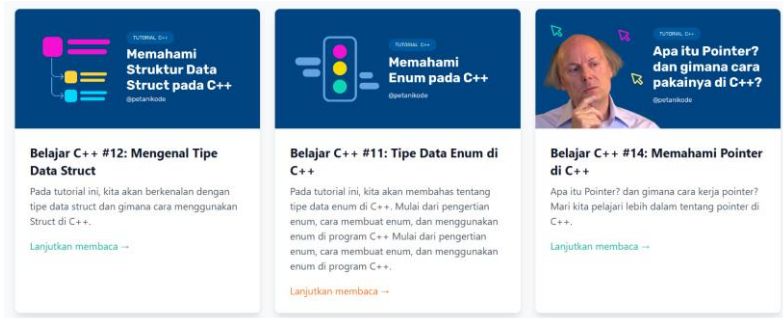 TUTORIAL C++
Memahami
Struktur Data
Struct pada C++
@petanikode
Belajar C++ #12: Mengenal Tipe
Data Struct
Pada tutorial ini, kita akan berkenalan dengan
tipe data struct dan gimana cara menggunakan
Struct di C++.
Lanjutkan membaca →
TUTORIAL C++
Memahami
Enum pada C++
@petanikode
Belajar C++ #11: Tipe Data Enum di
C++
Pada tutorial ini, kita akan membahas tentang
tipe data enum di C++. Mulai dari pengertian
enum, cara membuat enum, dan menggunakan
enum di program C++ Mulai dari pengertian
enum, cara membuat enum, dan menggunakan
enum di program C++.
Lanjutkan membaca →
TUTORIAL C++
Apa itu Pointer?
dan gimana cara
pakainya di C++?
@petanikode
Belajar C++ #14: Memahami Pointer
di C++
Apa itu Pointer? dan gimana cara kerja pointer?
Mari kita pelajari lebih dalam tentang pointer di
C++.
Lanjutkan membaca →